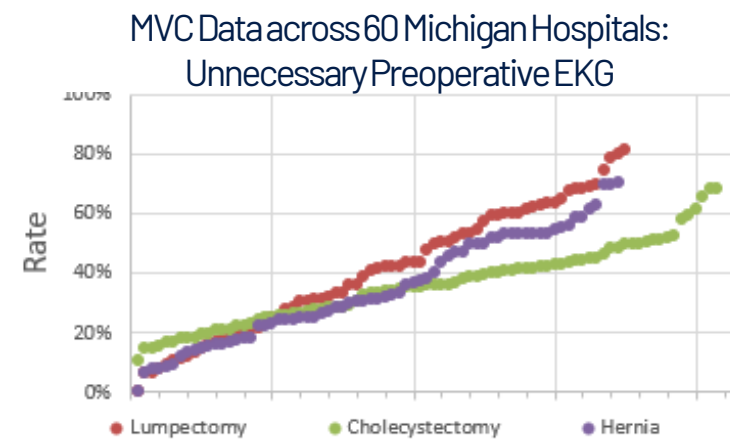 MVC Data across 60 Michigan Hospitals:
Unnecessary Preoperative EKG
100%
80%
60%
40%
20%
0%
Rate
Lumpectomy
Cholecystectomy
Hernia